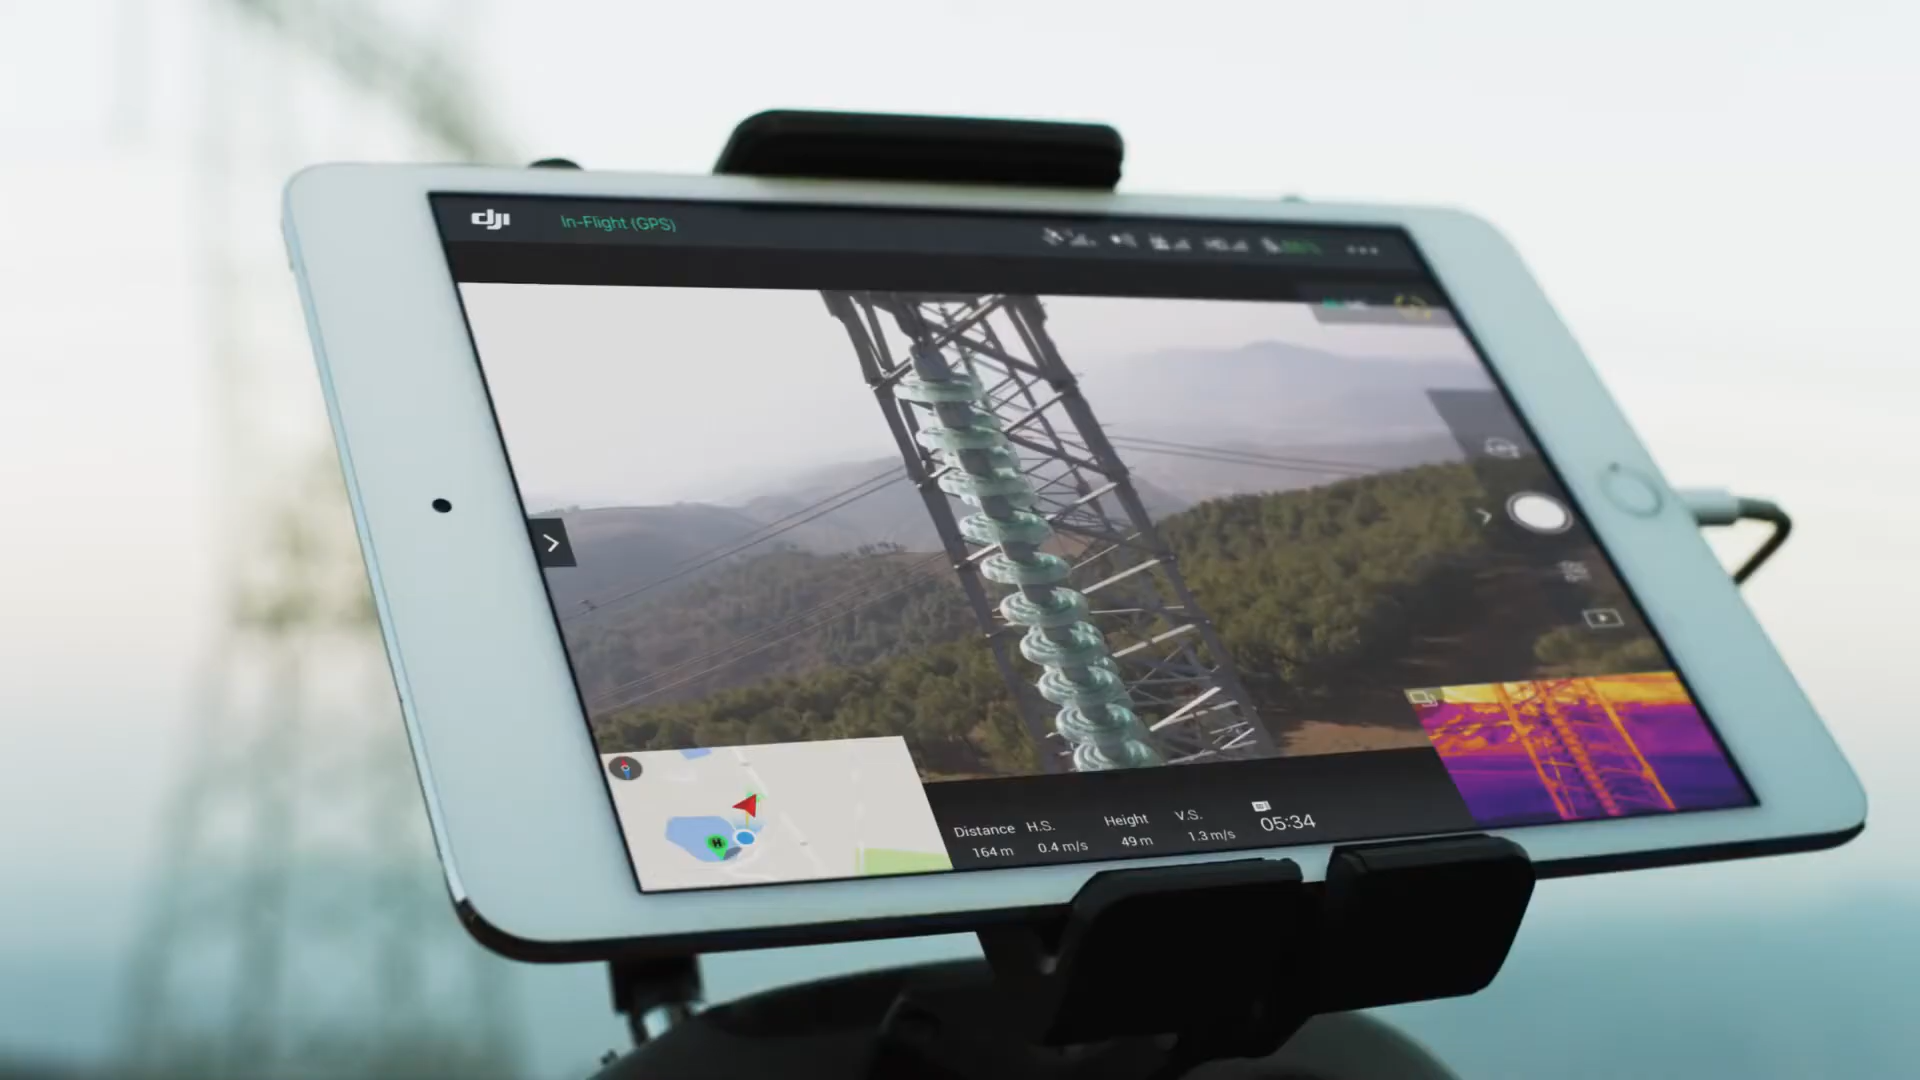 dji In-Flight (GPS)
Distance H.S. Height V.S.
164 m 0.4 m/s 49 m 1.3 m/s 05:34
H